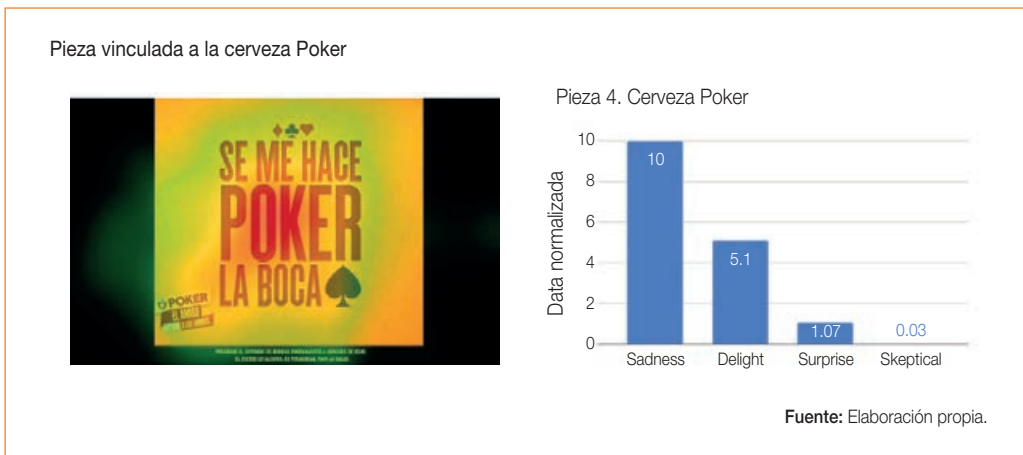 Pieza vinculada a la cerveza Poker
SE ME HACE
POKER
LA BOCA
POKER
Pieza 4. Cerveza Poker
Data normalizada
10
8
6
4
2
0
10
5.1
1.07
0.03
Sadness Delight Surprise Skeptical
Fuente: Elaboración propia.